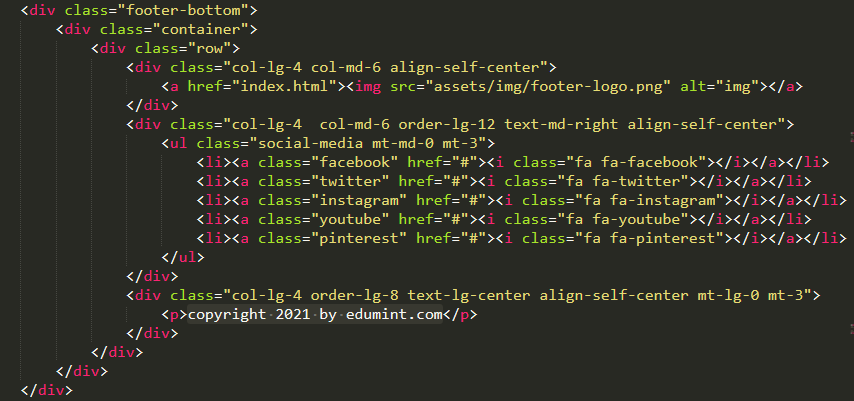 <div class="footer-bottom">
    <div class="container">
        <div class="row">
            <div class="col-lg-4 col-md-6 align-self-center">
                <a href="index.html"><img src="assets/img/footer-logo.png" alt="img"></a>
            </div>
            <div class="col-lg-4  col-md-6 order-lg-12 text-md-right align-self-center">
                <ul class="social-media mt-md-0 mt-3">
                    <li><a class="facebook" href="#"><i class="fa fa-facebook"></i></a></li>
                    <li><a class="twitter" href="#"><i class="fa fa-twitter"></i></a></li>
                    <li><a class="instagram" href="#"><i class="fa fa-instagram"></i></a></li>
                    <li><a class="youtube" href="#"><i class="fa fa-youtube"></i></a></li>
                    <li><a class="pinterest" href="#"><i class="fa fa-pinterest"></i></a></li>
                </ul>
            </div>
            <div class="col-lg-4 order-lg-8 text-lg-center align-self-center mt-lg-0 mt-3">
                <p>copyright 2021 by edumint.com</p>
            </div>
        </div>
    </div>
</div>